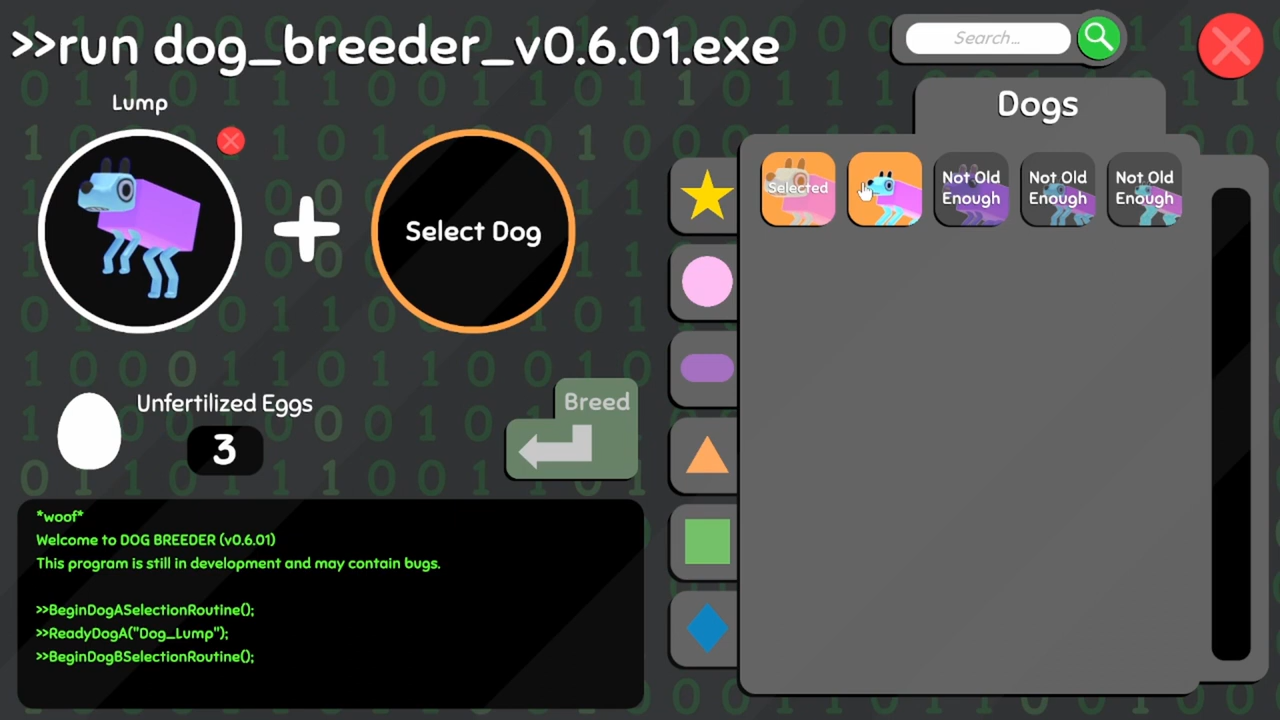 >>run dog_breeder_v0.6.01.exe
Search...
Lump
Dogs
Select Dog
Selected
Not Old
Enough
Not Old
Enough
Not Old
Enough
Unfertilized Eggs
3
Breed
*woof*
Welcome to DOG BREEDER (v0.6.01)
This program is still in development and may contain bugs.
>>BeginDogASelectionRoutine();
>>ReadyDogA("Dog_Lump");
>>BeginDogBSelectionRoutine();